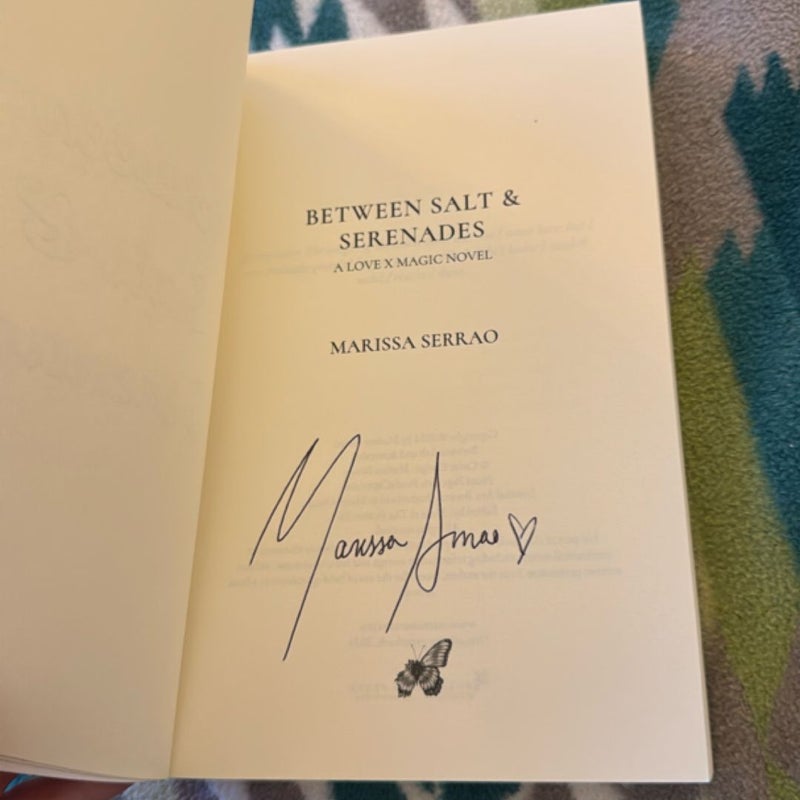 BETWEEN SALT &
SERENADES
A LOVE X MAGIC NOVEL
MARISSA SERRAO
Marissa Serrao